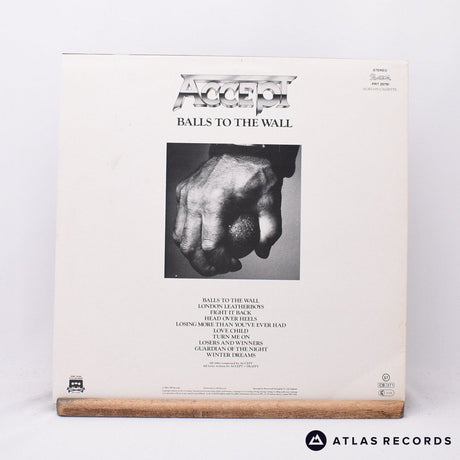 ACCEPT
BALLS TO THE WALL
STEREO
BALLS TO THE WALL
LONDON LEATHERBOYS
FIGHT IT BACK
HEAD OVER HEELS
LOSING MORE THAN YOU'VE EVER HAD
LOVE CHILD
TURN ME ON
LOSERS AND WINNERS
GUARDIAN OF THE NIGHT
WINTER DREAMS
ATLAS RECORDS